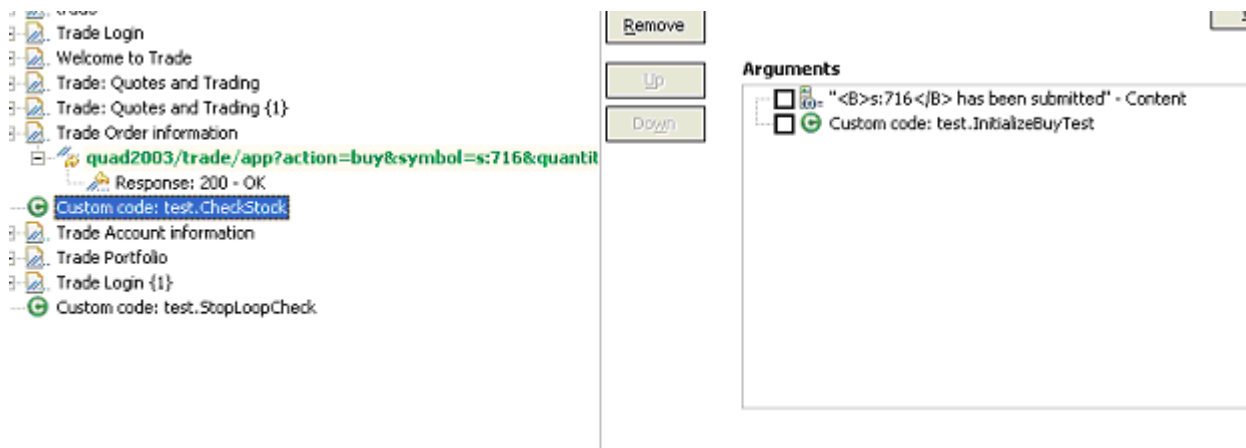 Trade Login
Welcome to Trade
Trade: Quotes and Trading
Trade: Quotes and Trading {1}
Trade Order information
quad2003/trade/app?action=buy&symbol=s:716&quantit
Response: 200 - OK
Custom code: test.CheckStock
Trade Account information
Trade Portfolio
Trade Login {1}
Custom code: test.StopLoopCheck
Remove
Up
Down
Arguments
"<B>s:716</B> has been submitted" - Content
Custom code: test.InitializeBuyTest